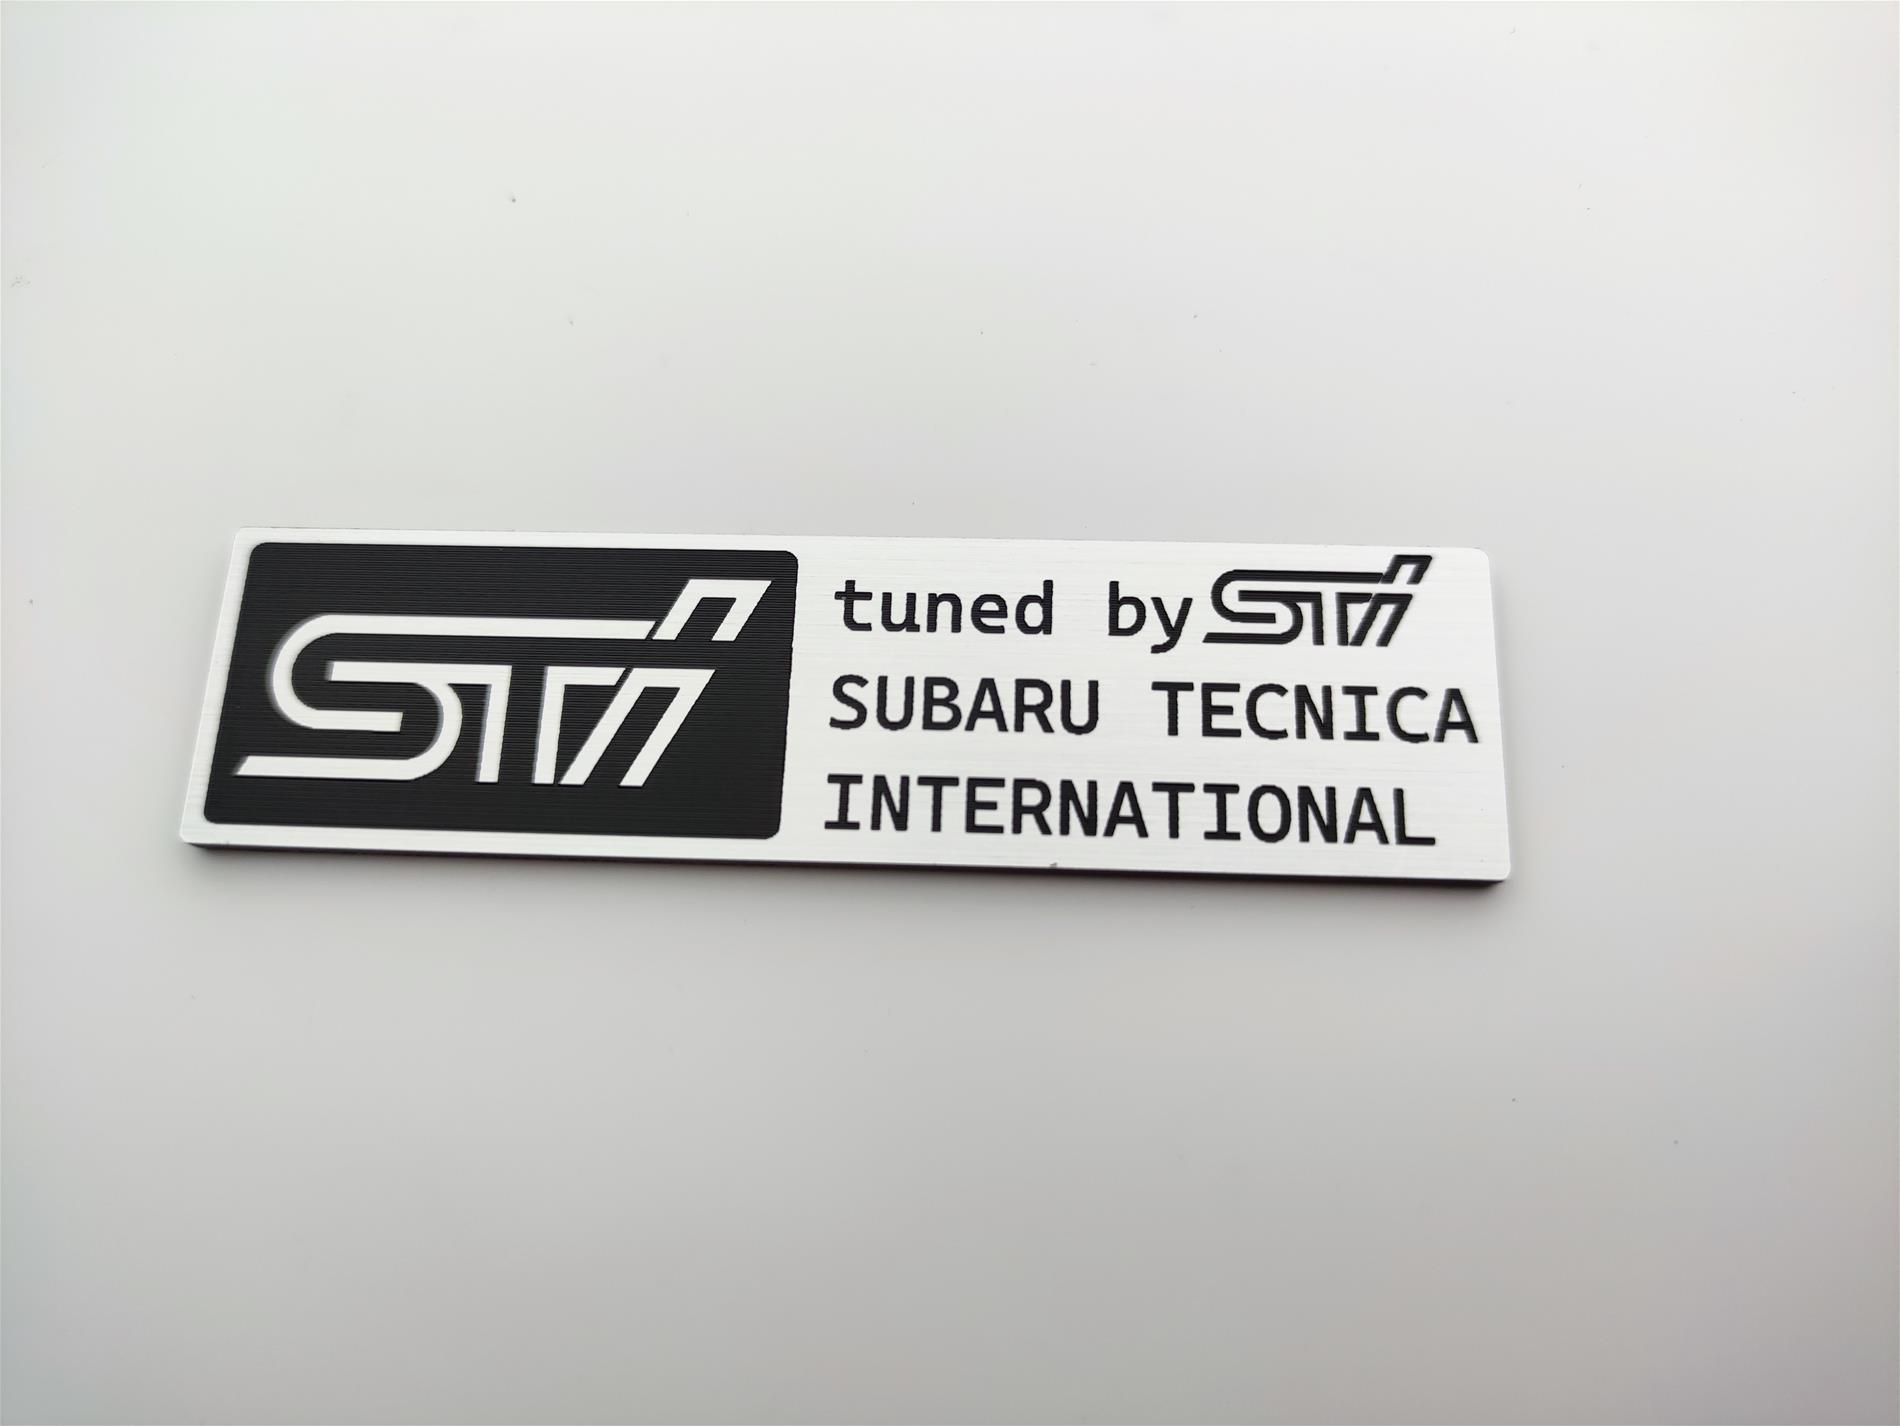 STi
tuned by STi
SUBARU TECNICA
INTERNATIONAL